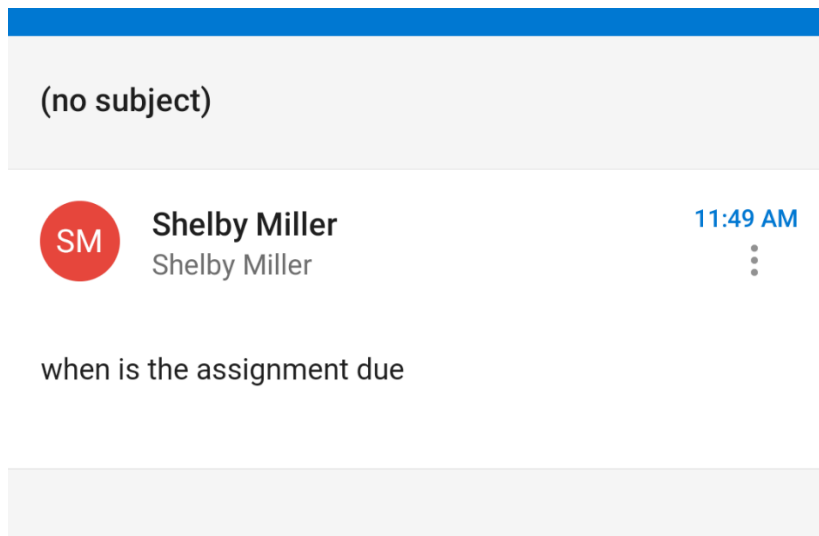 (no subject)
SM
Shelby Miller
11:49 AM
Shelby Miller
when is the assignment due